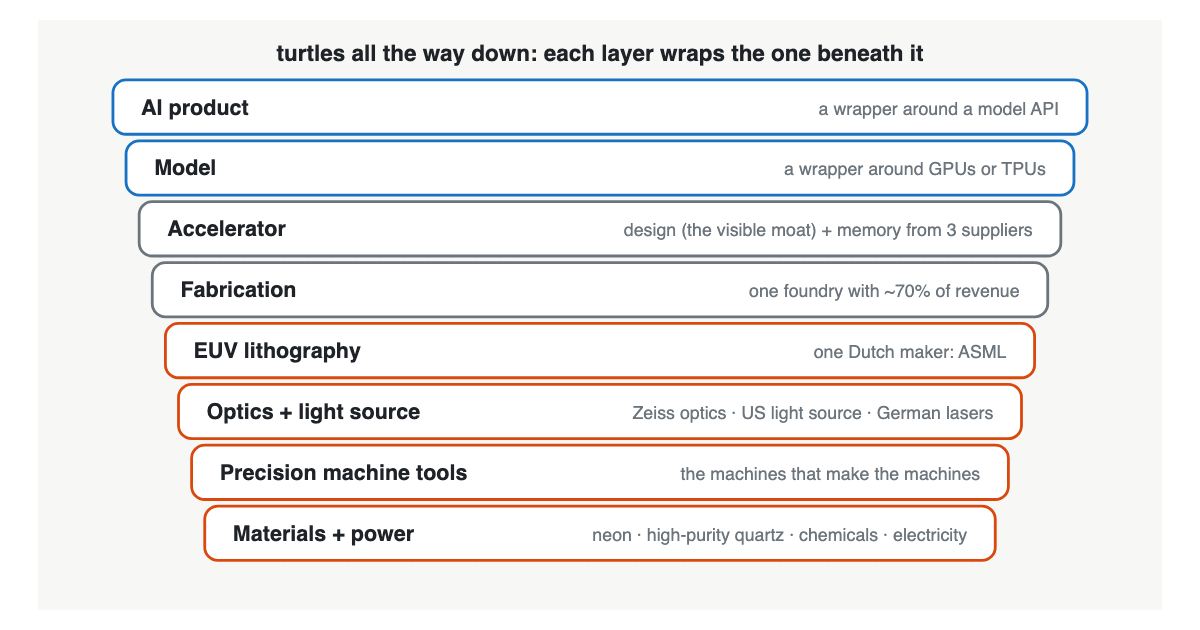 turtles all the way down: each layer wraps the one beneath it
AI product a wrapper around a model API
Model a wrapper around GPUs or TPUs
Accelerator design (the visible moat) + memory from 3 suppliers
Fabrication one foundry with ~70% of revenue
EUV lithography one Dutch maker: ASML
Optics + light source Zeiss optics · US light source · German lasers
Precision machine tools the machines that make the machines
Materials + power neon · high-purity quartz · chemicals · electricity